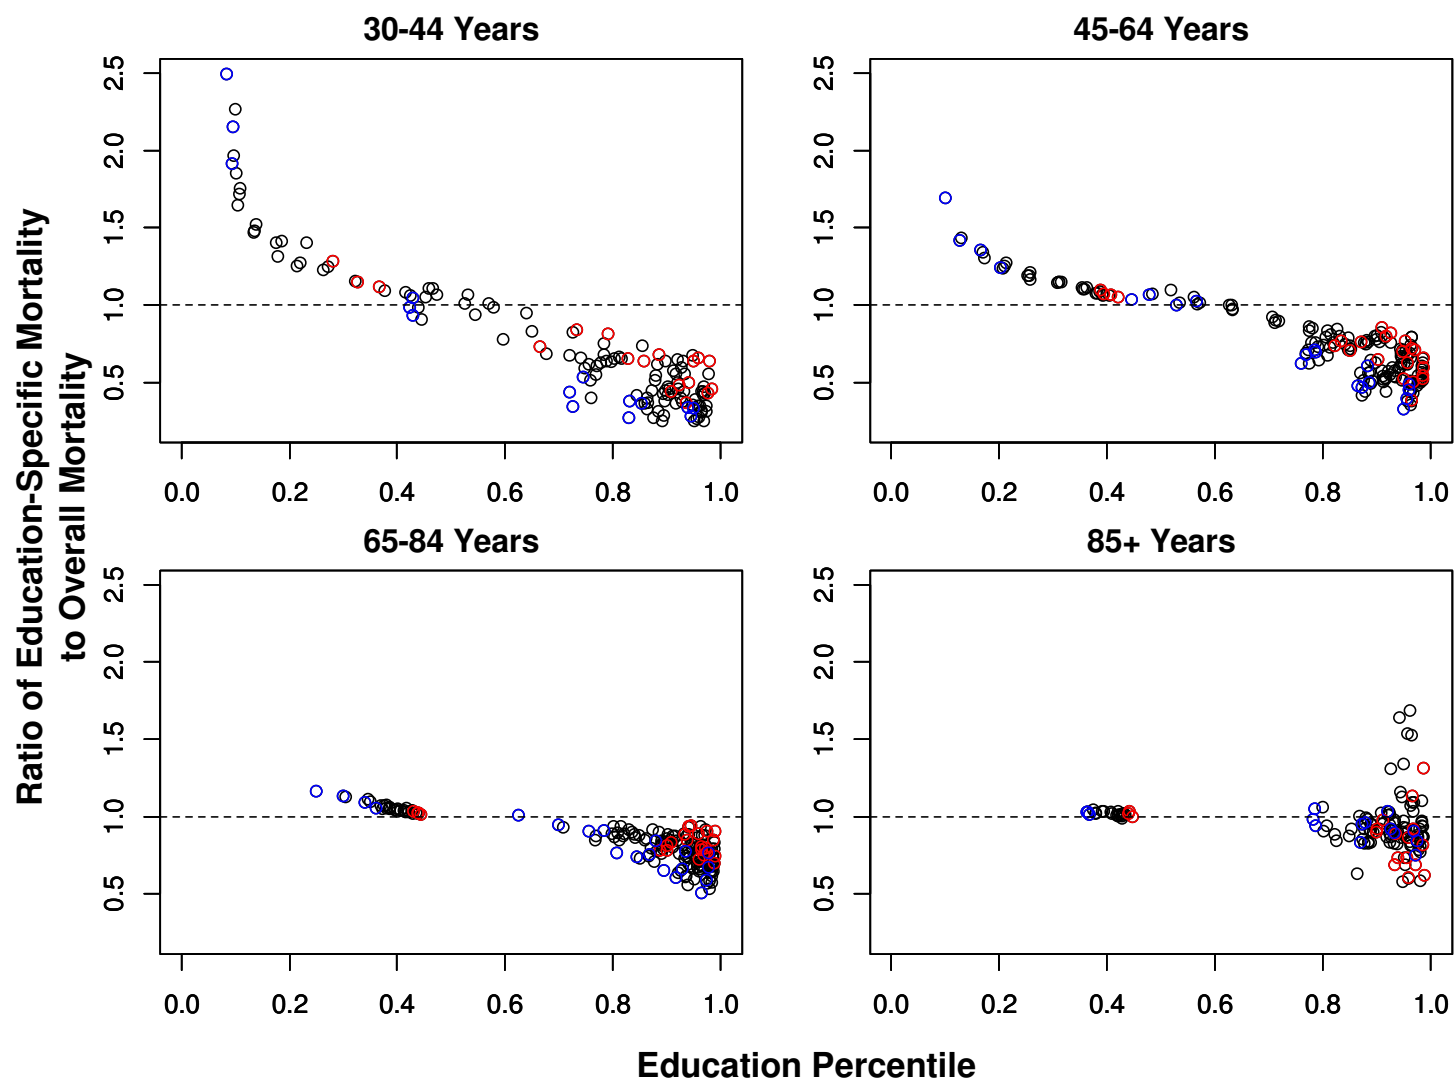 30-44 Years
45-64 Years
2.5
2.0
1.5
1.0
0.5
0.0 0.2 0.4 0.6 0.8 1.0
2.5
2.0
1.5
1.0
0.5
0.0 0.2 0.4 0.6 0.8 1.0
Ratio of Education-Specific Mortality
to Overall Mortality
65-84 Years
85+ Years
2.5
2.0
1.5
1.0
0.5
0.0 0.2 0.4 0.6 0.8 1.0
2.5
2.0
1.5
1.0
0.5
0.0 0.2 0.4 0.6 0.8 1.0
Education Percentile